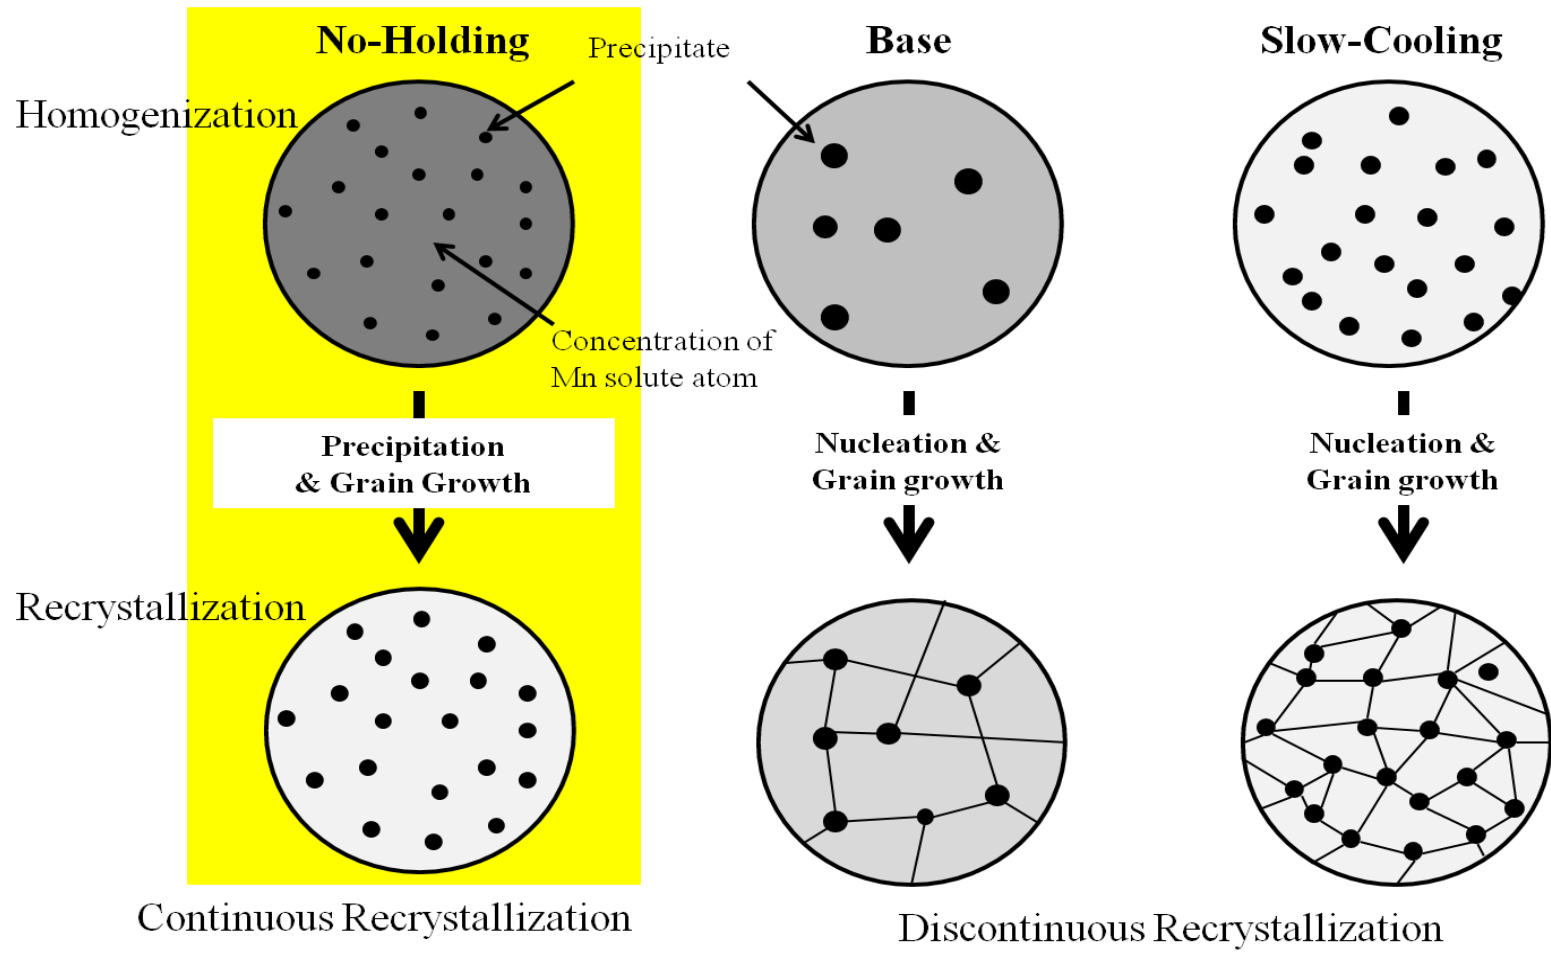 No-Holding
Precipitate
Base
Slow-Cooling
Homogenization
Concentration of
Mn solute atom
Precipitation
& Grain Growth
Nucleation &
Grain growth
Nucleation &
Grain growth
Recrystallization
Continuous Recrystallization
Discontinuous Recrystallization